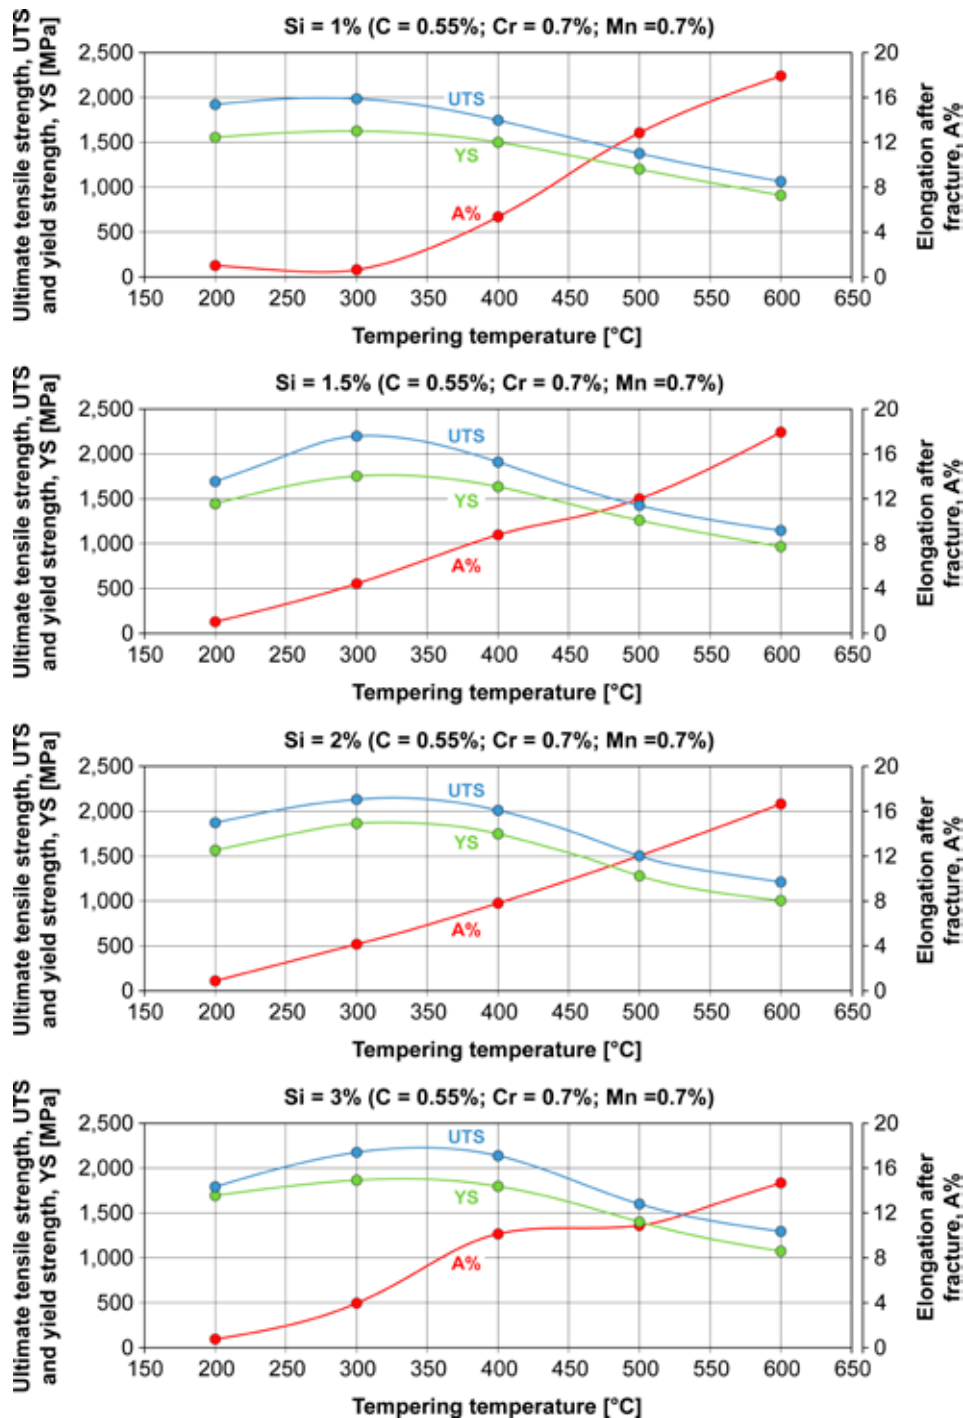 Si = 1% (C = 0.55%; Cr = 0.7%; Mn =0.7%)
Ultimate tensile strength, UTS
and yield strength, YS [MPa]
2,500
2,000
1,500
1,000
500
0
UTS
YS
A%
20
16
12
8
4
0
Elongation after
fracture, A%
150 200 250 300 350 400 450 500 550 600 650
Tempering temperature [°C]
Si = 1.5% (C = 0.55%; Cr = 0.7%; Mn =0.7%)
Ultimate tensile strength, UTS
and yield strength, YS [MPa]
2,500
2,000
1,500
1,000
500
0
UTS
YS
A%
20
16
12
8
4
0
Elongation after
fracture, A%
150 200 250 300 350 400 450 500 550 600 650
Tempering temperature [°C]
Si = 2% (C = 0.55%; Cr = 0.7%; Mn =0.7%)
Ultimate tensile strength, UTS
and yield strength, YS [MPa]
2,500
2,000
1,500
1,000
500
0
UTS
YS
A%
20
16
12
8
4
0
Elongation after
fracture, A%
150 200 250 300 350 400 450 500 550 600 650
Tempering temperature [°C]
Si = 3% (C = 0.55%; Cr = 0.7%; Mn =0.7%)
Ultimate tensile strength, UTS
and yield strength, YS [MPa]
2,500
2,000
1,500
1,000
500
0
UTS
YS
A%
20
16
12
8
4
0
Elongation after
fracture, A%
150 200 250 300 350 400 450 500 550 600 650
Tempering temperature [°C]